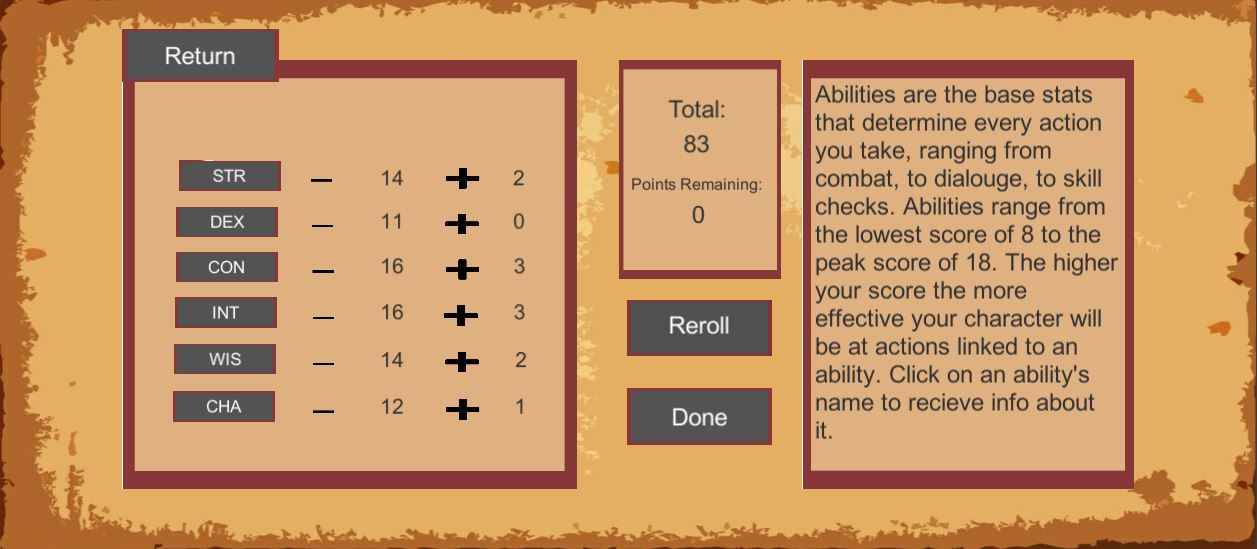 Return
STR − 14 + 2
DEX − 11 + 0
CON − 16 + 3
INT − 16 + 3
WIS − 14 + 2
CHA − 12 + 1
Total:
83
Points Remaining:
0
Reroll
Done
Abilities are the base stats
that determine every action
you take, ranging from
combat, to dialouge, to skill
checks. Abilities range from
the lowest score of 8 to the
peak score of 18. The higher
your score the more
effective your character will
be at actions linked to an
ability. Click on an ability's
name to recieve info about
it.